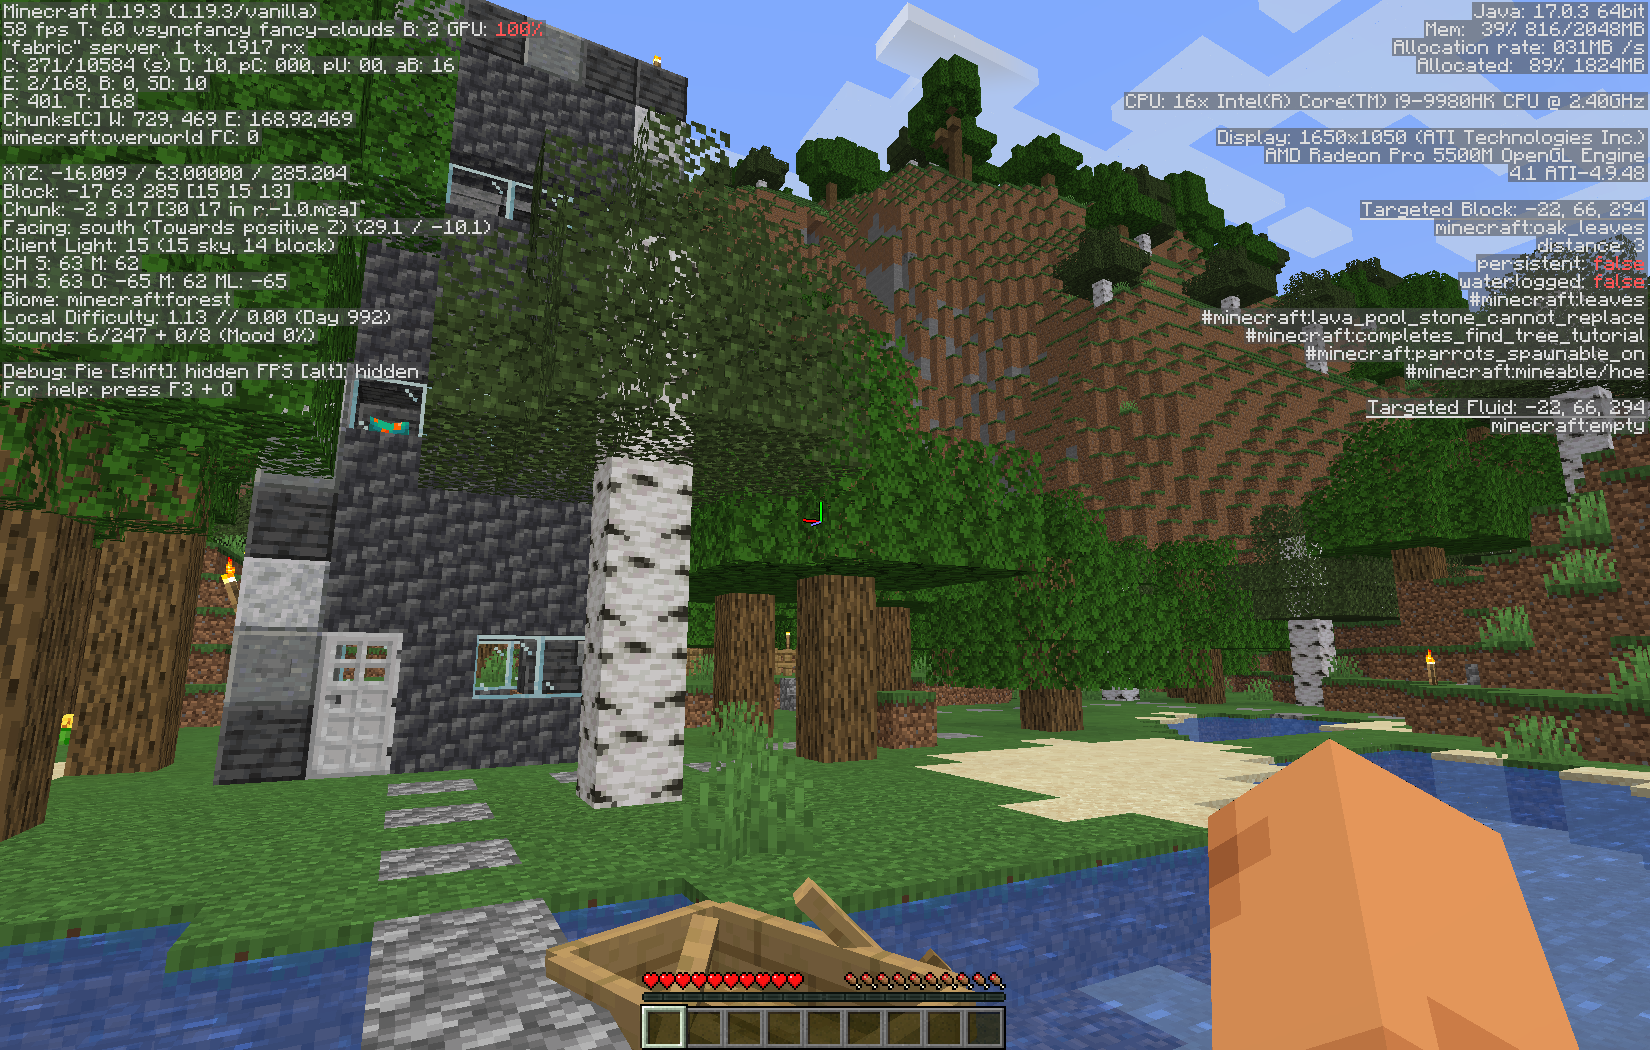 Minecraft 1.19.3 (1.19.3/vanilla)
58 fps T: 60 vsyncfancy fancy-clouds B: 2 GPU: 100%
"fabric" server, 1 tx, 1917 rx
C: 271/10584 (s) D: 10, pC: 000, pU: 00, aB: 16
E: 2/168, B: 0, SD: 10
P: 401. T: 168
Chunks[C] W: 729, 469 E: 168,92,469
minecraft:overworld FC: 0
XYZ: -16.009 / 63.00000 / 285.204
Block: -17 63 285 [15 15 13]
Chunk: -2 3 17 [30 17 in r.-1.0.mca]
Facing: south (Towards positive Z) (29.1 / -10.1)
Client Light: 15 (15 sky, 14 block)
CH S: 63 M: 62
SH S: 63 O: -65 M: 62 ML: -65
Biome: minecraft:forest
Local Difficulty: 1.13 // 0.00 (Day 992)
Sounds: 6/247 + 0/8 (Mood 0%)
Debug: Pie [shift]: hidden FPS [alt]: hidden
For help: press F3 + Q
Java: 17.0.3 64bit
Mem: 39% 816/2048MB
Allocation rate: 031MB /s
Allocated: 89% 1824MB
CPU: 16x Intel(R) Core(TM) i9-9980HK CPU @ 2.40GHz
Display: 1650x1050 (ATI Technologies Inc.)
AMD Radeon Pro 5500M OpenGL Engine
4.1 ATI-4.9.48
Targeted Block: -22, 66, 294
minecraft:oak_leaves
distance: 3
persistent: false
waterlogged: false
#minecraft:leaves
#minecraft:lava_pool_stone_cannot_replace
#minecraft:completes_find_tree_tutorial
#minecraft:parrots_spawnable_on
#minecraft:mineable/hoe
Targeted Fluid: -22, 66, 294
minecraft:empty